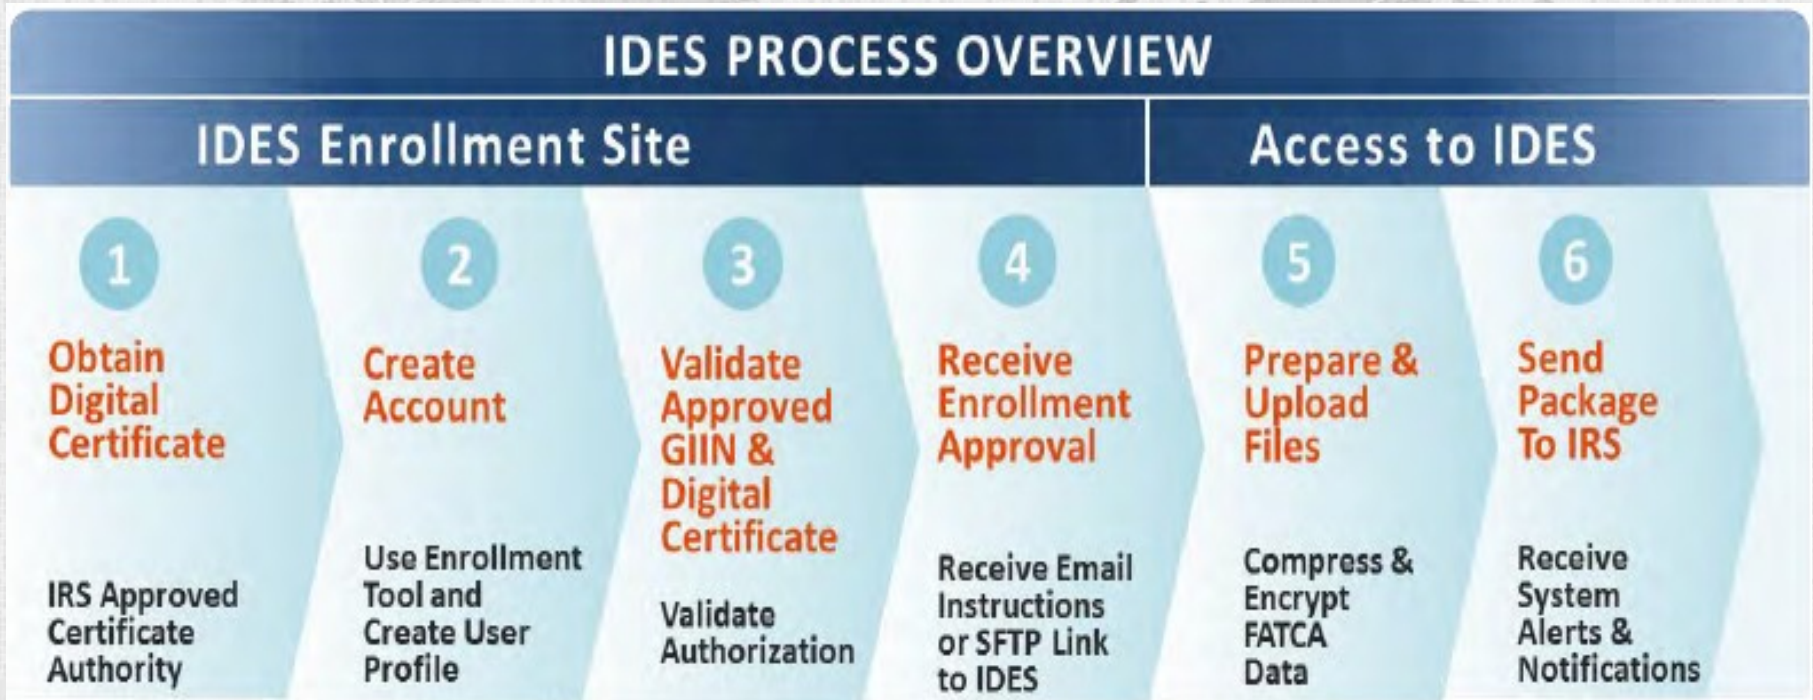 IDES PROCESS OVERVIEW
IDES Enrollment Site
Access to IDES
1
Obtain
Digital
Certificate
IRS Approved
Certificate
Authority
2
Create
Account
Use Enrollment
Tool and
Create User
Profile
3
Validate
Approved
GIIN &
Digital
Certificate
Validate
Authorization
4
Receive
Enrollment
Approval
Receive Email
Instructions
or SFTP Link
to IDES
5
Prepare &
Upload
Files
Compress &
Encrypt
FATCA
Data
6
Send
Package
To IRS
Receive
System
Alerts &
Notifications